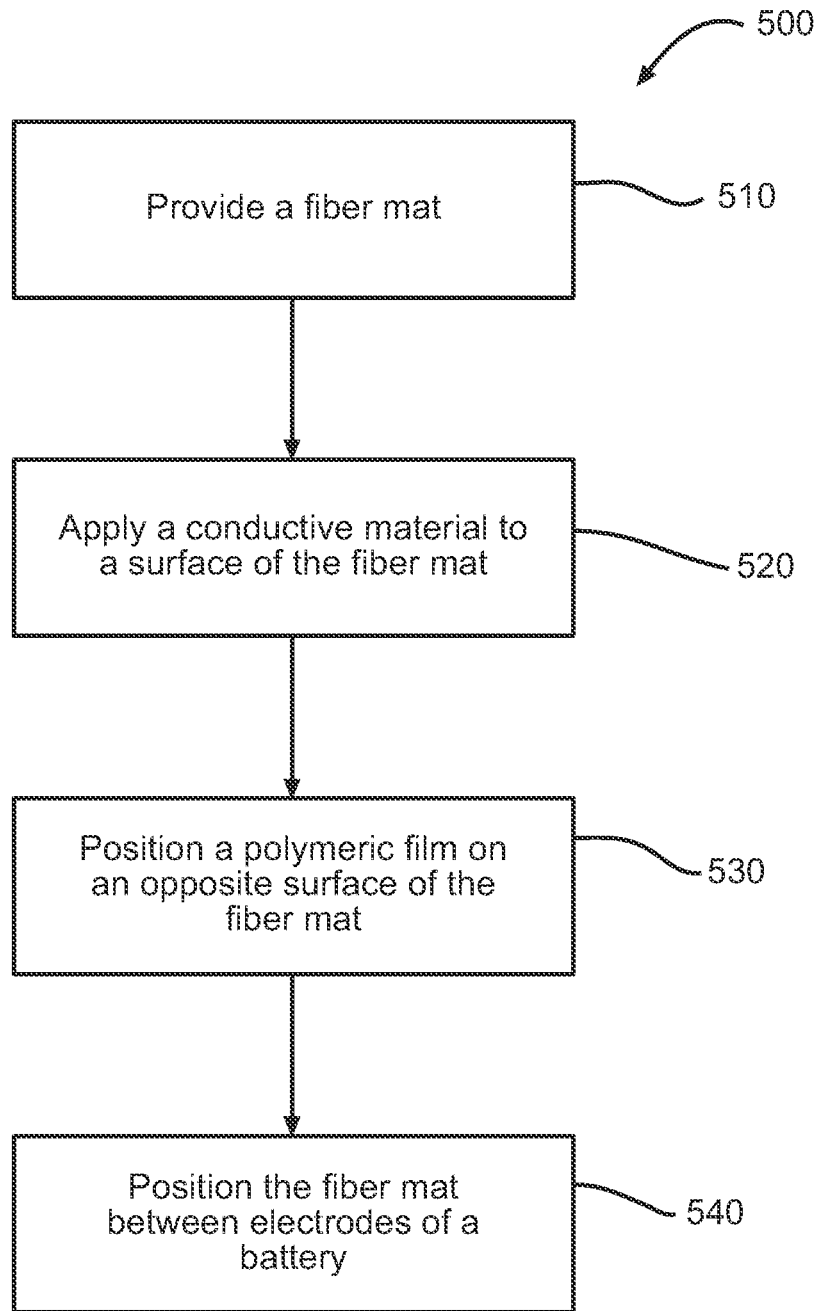 500
Provide a fiber mat
510
Apply a conductive material to
a surface of the fiber mat
520
Position a polymeric film on
an opposite surface of the
fiber mat
530
Position the fiber mat
between electrodes of a
battery
540